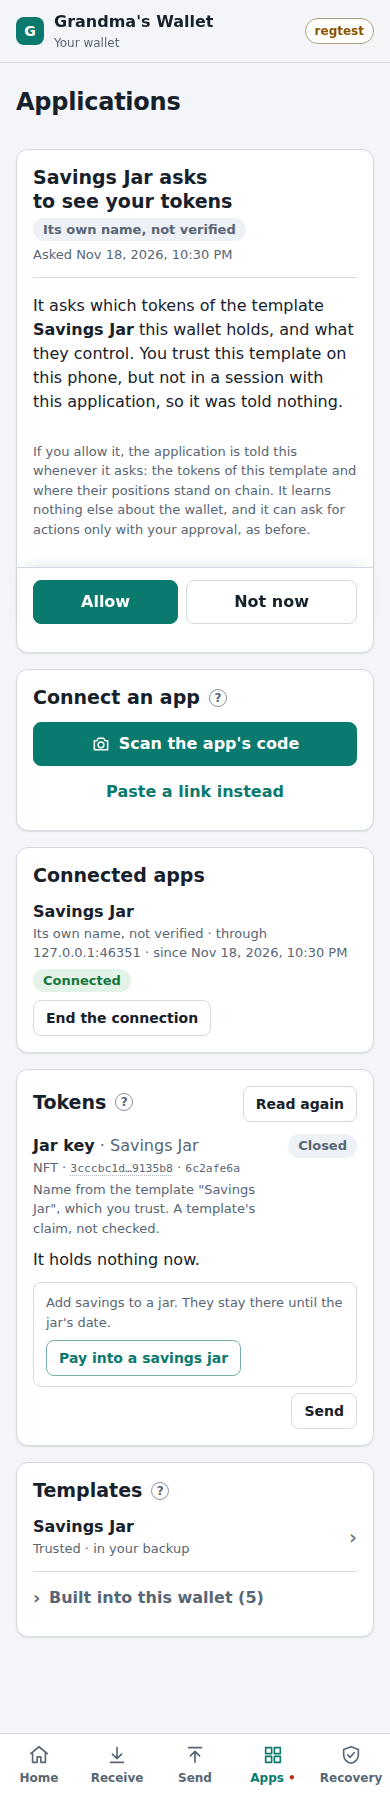 G
Grandma's Wallet
Your wallet
regtest
Applications
Savings Jar asks
to see your tokens
Its own name, not verified
Asked Nov 18, 2026, 10:30 PM
It asks which tokens of the template
Savings Jar this wallet holds, and what
they control. You trust this template on
this phone, but not in a session with
this application, so it was told nothing.
If you allow it, the application is told this
whenever it asks: the tokens of this template and
where their positions stand on chain. It learns
nothing else about the wallet, and it can ask for
actions only with your approval, as before.
Allow
Not now
Connect an app ?
Scan the app's code
Paste a link instead
Connected apps
Savings Jar
Its own name, not verified · through
127.0.0.1:46351 · since Nov 18, 2026, 10:30 PM
Connected
End the connection
Tokens ?
Read again
Jar key · Savings Jar
Closed
NFT · 3cccbc1d…9135b8 · 6c2afe6a
Name from the template "Savings
Jar", which you trust. A template's
claim, not checked.
It holds nothing now.
Add savings to a jar. They stay there until the
jar's date.
Pay into a savings jar
Send
Templates ?
Savings Jar
Trusted · in your backup
›
› Built into this wallet (5)
Home
Receive
Send
Apps •
Recovery